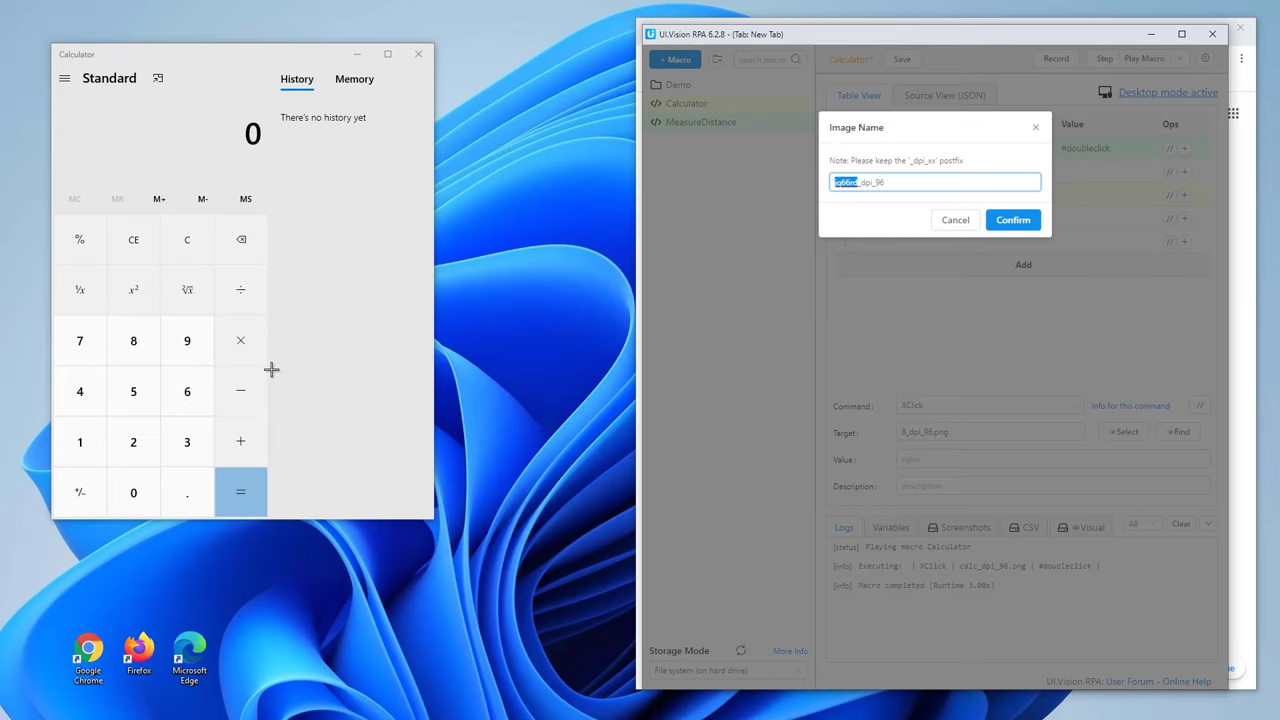 Calculator
Standard
History
Memory
There's no history yet
0
MC MR M+ M- MS
% CE C
¹/x x² ²√x ÷
7 8 9 ×
4 5 6 −
1 2 3 +
+/− 0 . =
Google Chrome
Firefox
Microsoft Edge
UI.Vision RPA 6.2.8 - (Tab: New Tab)
+ Macro
search macro
Calculator*
Save
Record
Step
Play Macro
Demo
Calculator
MeasureDistance
Table View
Source View (JSON)
Desktop mode active
Value
Ops
#doubleclick
//
+
//
+
//
+
//
+
//
+
Image Name
Note: Please keep the '_dpi_xx' postfix
_dpi_96
Cancel
Confirm
Add
Command:
XClick
Info for this command
//
Target:
8_dpi_96.png
Select
Find
Value:
value
Description:
description
Logs
Variables
Screenshots
CSV
Visual
All
Clear
[status] Playing macro Calculator
[info] Executing: | XClick | calc_dpi_96.png | #doubleclick |
[info] Macro completed (Runtime 3.00s)
Storage Mode
More Info
File system (on hard drive)
UI.Vision RPA: User Forum - Online Help